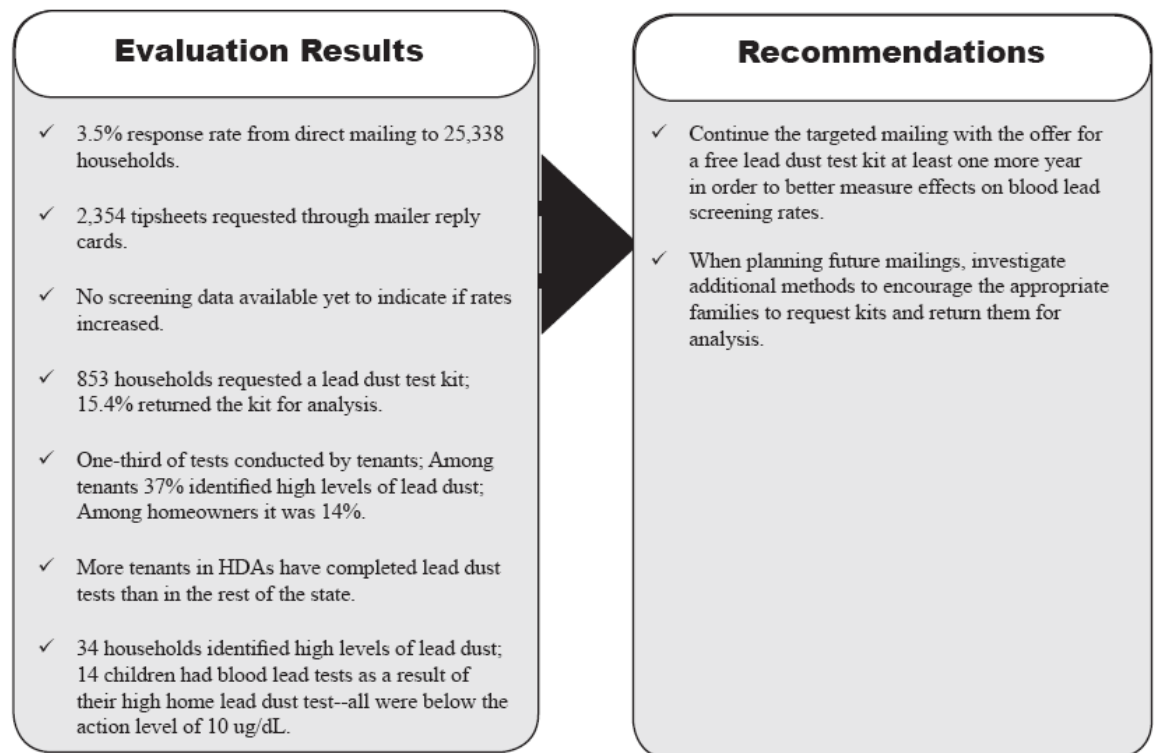 Evaluation Results
✓ 3.5% response rate from direct mailing to 25,338
households.
✓ 2,354 tipsheets requested through mailer reply
cards.
✓ No screening data available yet to indicate if rates
increased.
✓ 853 households requested a lead dust test kit;
15.4% returned the kit for analysis.
✓ One-third of tests conducted by tenants; Among
tenants 37% identified high levels of lead dust;
Among homeowners it was 14%.
✓ More tenants in HDAs have completed lead dust
tests than in the rest of the state.
✓ 34 households identified high levels of lead dust;
14 children had blood lead tests as a result of
their high home lead dust test--all were below the
action level of 10 ug/dL.
Recommendations
✓ Continue the targeted mailing with the offer for
a free lead dust test kit at least one more year
in order to better measure effects on blood lead
screening rates.
✓ When planning future mailings, investigate
additional methods to encourage the appropriate
families to request kits and return them for
analysis.